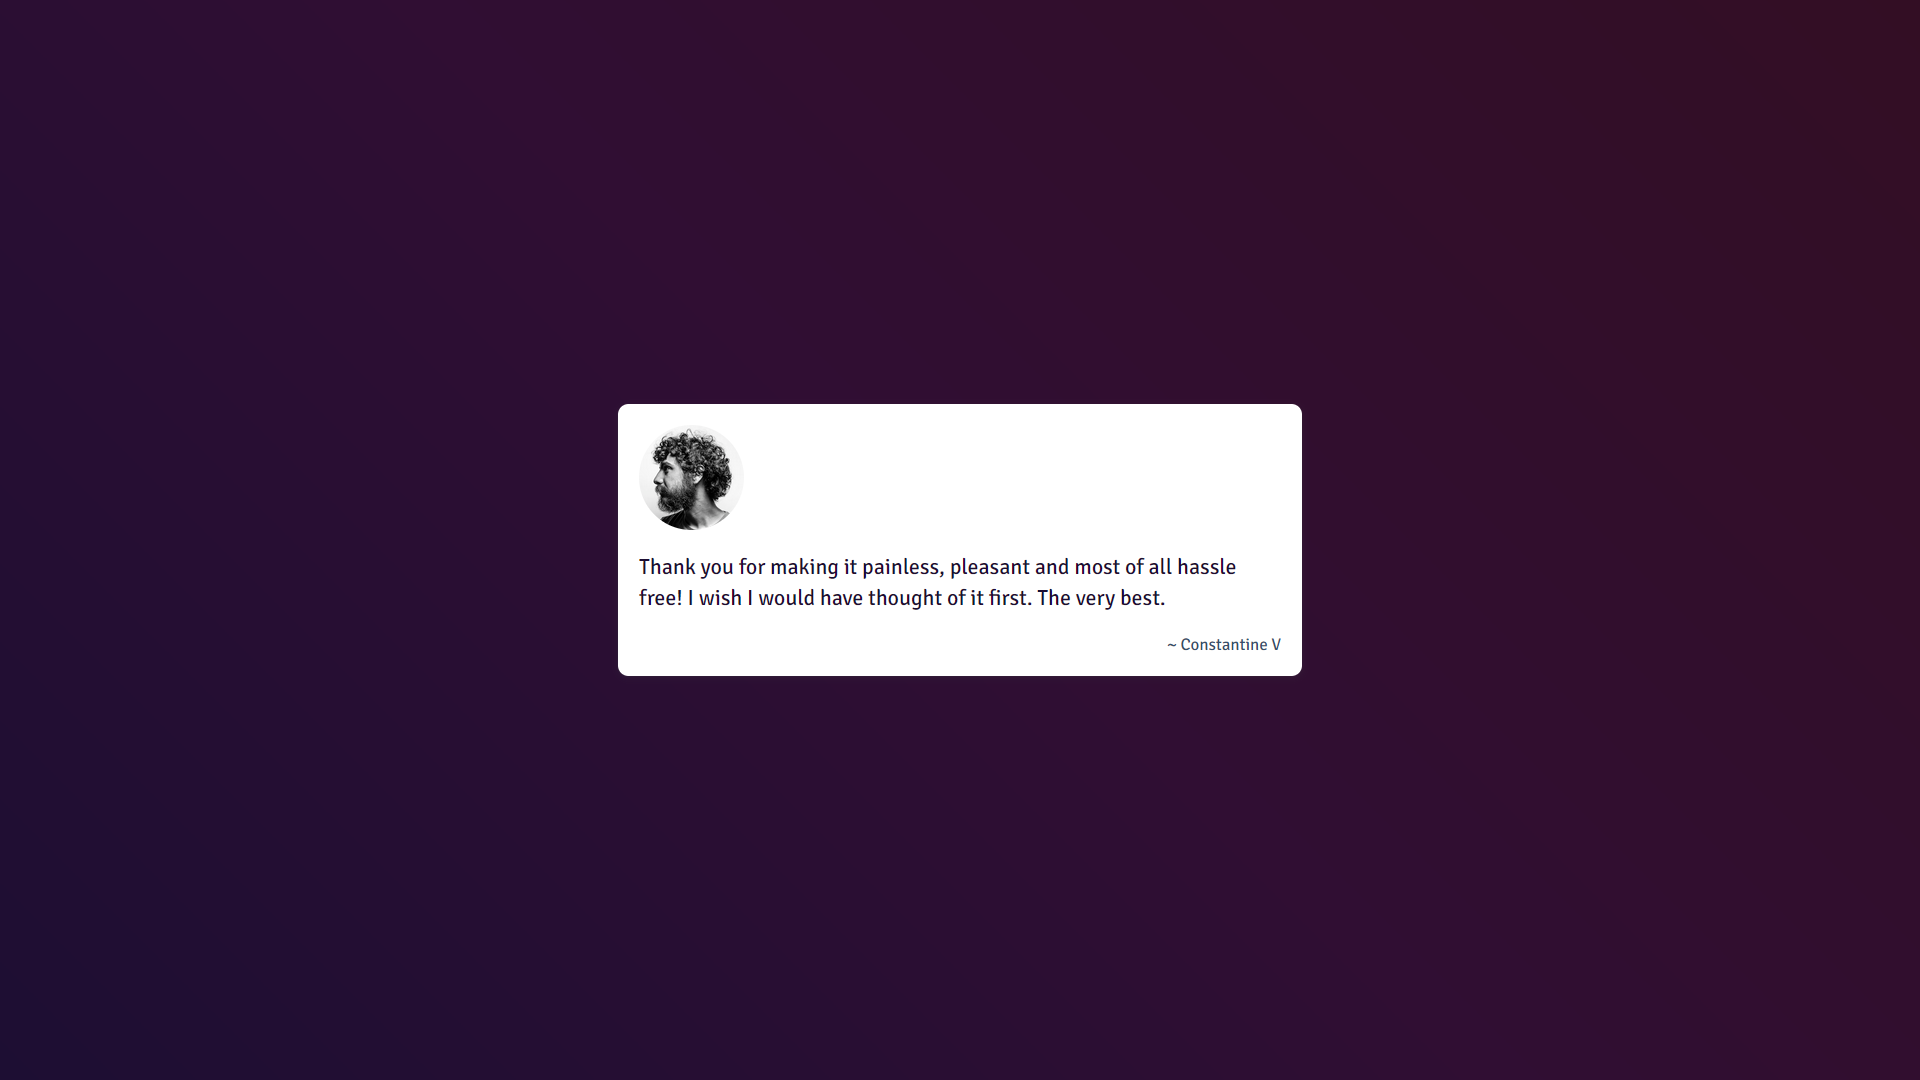 Thank you for making it painless, pleasant and most of all hassle
free! I wish I would have thought of it first. The very best.
~ Constantine V